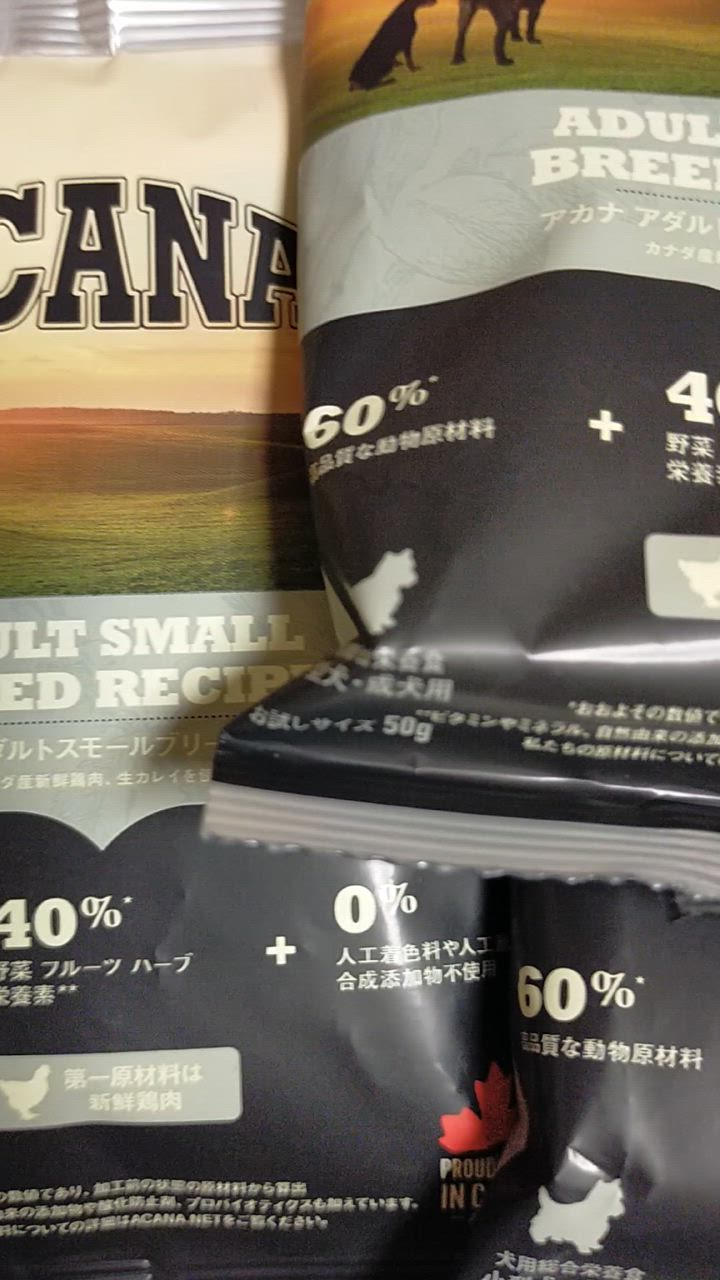 CANA
ULT SMALL
ED RECIP
ダルトスモールブリー
ダ産新鮮鶏肉、生カレイを
40%*
野菜 フルーツ ハーブ
栄養素**
+
0%
人工着色料や人工
合成添加物不使用
第一原材料は
新鮮鶏肉
PROUD
IN C
の数値であり、加工前の状態の原材料から算出
来の添加物や酸化防止剤、プロバイオティクスも加えています。
料についての詳細はACANA.NETをご覧ください。
ADUL
BREE
アカナ アダル
カナダ産
60%*
高品質な動物原材料
+
40
野菜
栄養
犬・成犬用
お試しサイズ 50g
*おおよその数値で
**ビタミンやミネラル、自然由来の添加
私たちの原材料について
60%*
高品質な動物原材料
犬用総合栄養食